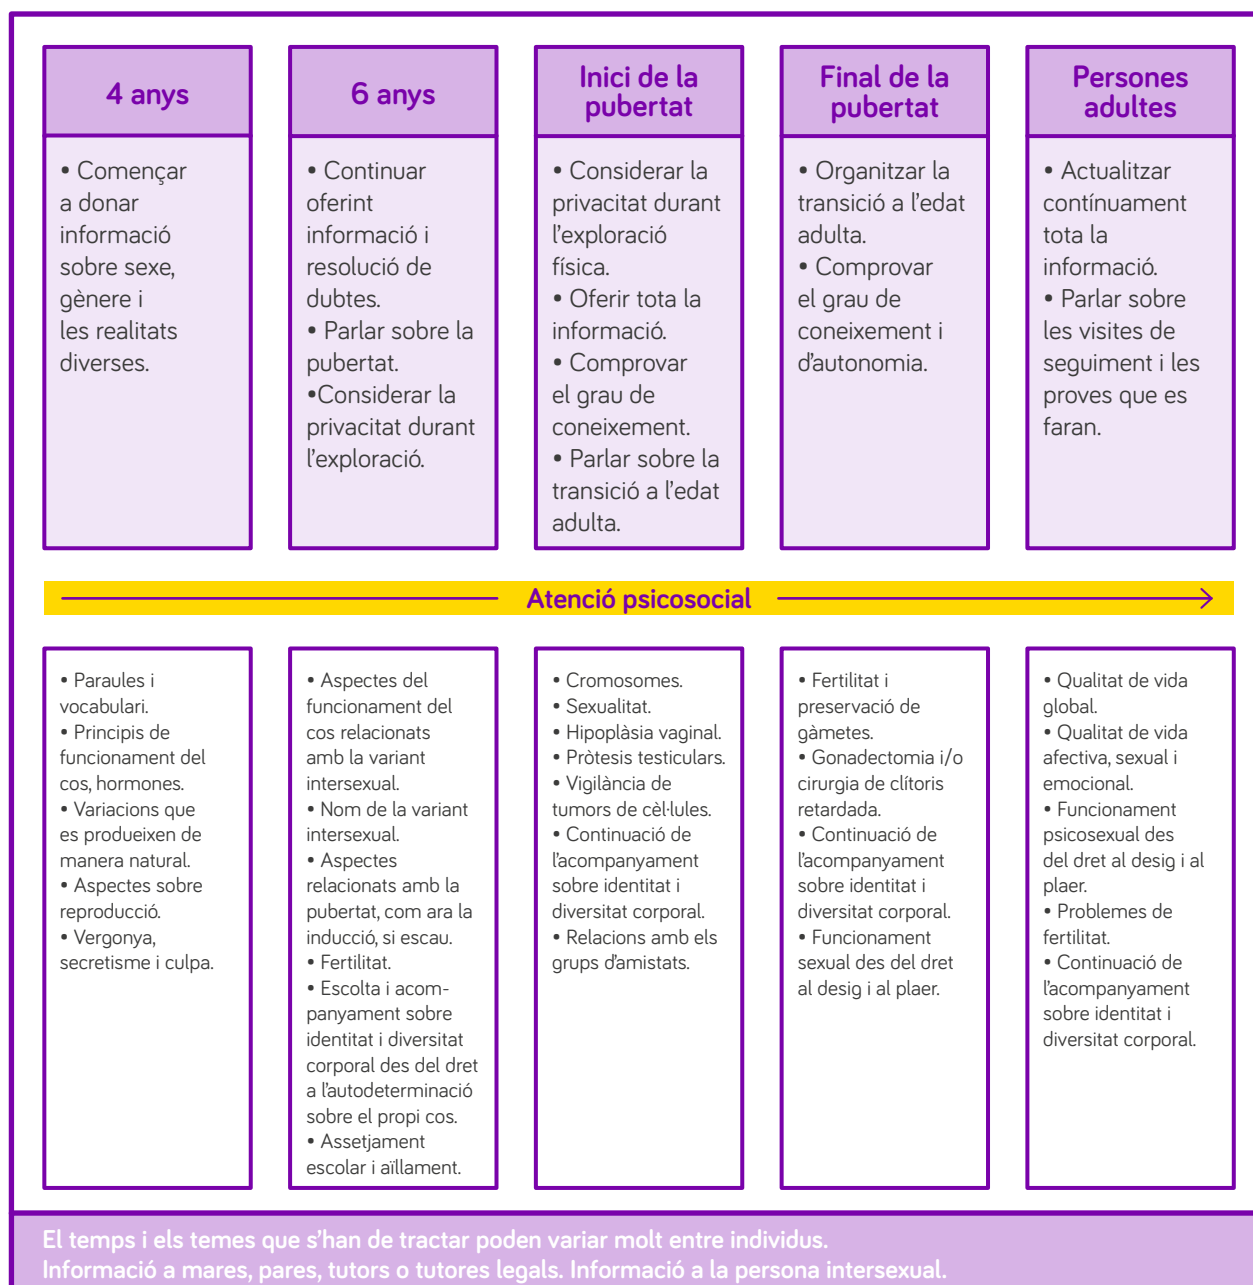 4 anys
• Començar
a donar
informació
sobre sexe,
gènere i
les realitats
diverses.
6 anys
• Continuar
oferint
informació i
resolució de
dubtes.
• Parlar sobre la
pubertat.
•Considerar la
privacitat durant
l’exploració.
Inici de la
pubertat
• Considerar la
privacitat durant
l’exploració
física.
• Oferir tota la
informació.
• Comprovar
el grau de
coneixement.
• Parlar sobre la
transició a l’edat
adulta.
Final de la
pubertat
• Organitzar la
transició a l’edat
adulta.
• Comprovar
el grau de
coneixement i
d’autonomia.
Persones
adultes
• Actualitzar
contínuament
tota la
informació.
• Parlar sobre
les visites de
seguiment i les
proves que es
faran.
Atenció psicosocial
• Paraules i
vocabulari.
• Principis de
funcionament del
cos, hormones.
• Variacions que
es produeixen de
manera natural.
• Aspectes sobre
reproducció.
• Vergonya,
secretisme i culpa.
• Aspectes del
funcionament del
cos relacionats
amb la variant
intersexual.
• Nom de la variant
intersexual.
• Aspectes
relacionats amb la
pubertat, com ara la
inducció, si escau.
• Fertilitat.
• Escolta i acom-
panyament sobre
identitat i diversitat
corporal des del dret
a l’autodeterminació
sobre el propi cos.
• Assetjament
escolar i aïllament.
• Cromosomes.
• Sexualitat.
• Hipoplàsia vaginal.
• Pròtesis testiculars.
• Vigilància de
tumors de cèl·lules.
• Continuació de
l’acompanyament
sobre identitat i
diversitat corporal.
• Relacions amb els
grups d’amistats.
• Fertilitat i
preservació de
gàmetes.
• Gonadectomia i/o
cirurgia de clítoris
retardada.
• Continuació de
l’acompanyament
sobre identitat i
diversitat corporal.
• Funcionament
sexual des del dret
al desig i al plaer.
• Qualitat de vida
global.
• Qualitat de vida
afectiva, sexual i
emocional.
• Funcionament
psicosexual des
del dret al desig i al
plaer.
• Problemes de
fertilitat.
• Continuació de
l’acompanyament
sobre identitat i
diversitat corporal.
El temps i els temes que s’han de tractar poden variar molt entre individus.
Informació a mares, pares, tutors o tutores legals. Informació a la persona intersexual.